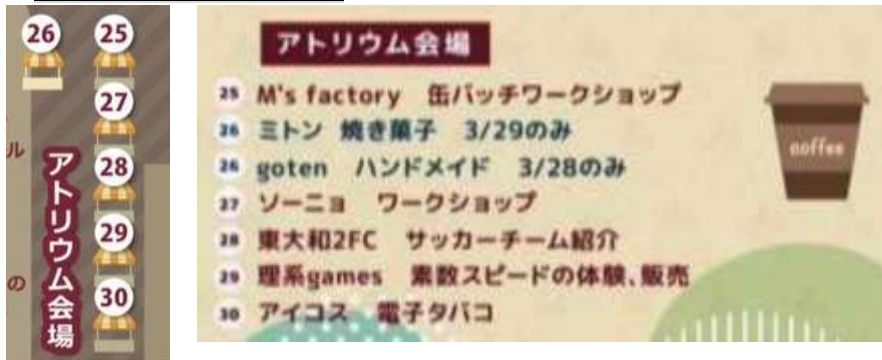 26 25
27
28
29
30
ル
の
アトリウム会場
アトリウム会場
25 M's factory 缶バッチワークショップ
26 ミトン 焼き菓子 3/29のみ
26 goten ハンドメイド 3/28のみ
27 ソーニョ ワークショップ
28 東大和2FC サッカーチーム紹介
29 理系games 素数スピードの体験、販売
30 アイコス 電子タバコ
coffee